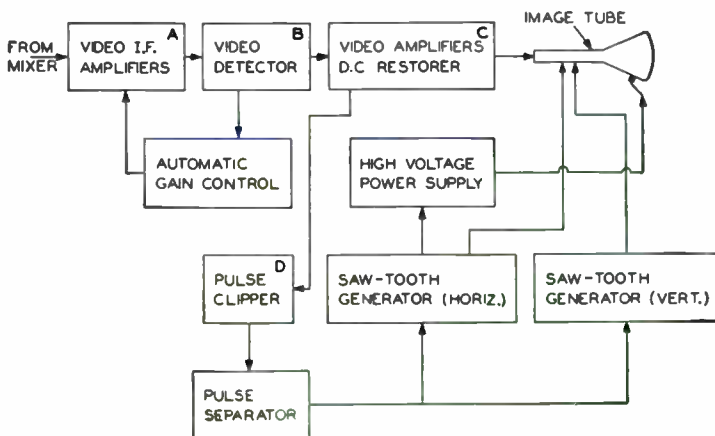 IMAGE TUBE
FROM
MIXER
A
VIDEO I.F.
AMPLIFIERS
B
VIDEO
DETECTOR
C
VIDEO AMPLIFIERS
D.C RESTORER
AUTOMATIC
GAIN CONTROL
HIGH VOLTAGE
POWER SUPPLY
D
PULSE
CLIPPER
SAW-TOOTH
GENERATOR (HORIZ.)
SAW-TOOTH
GENERATOR (VERT.)
PULSE
SEPARATOR